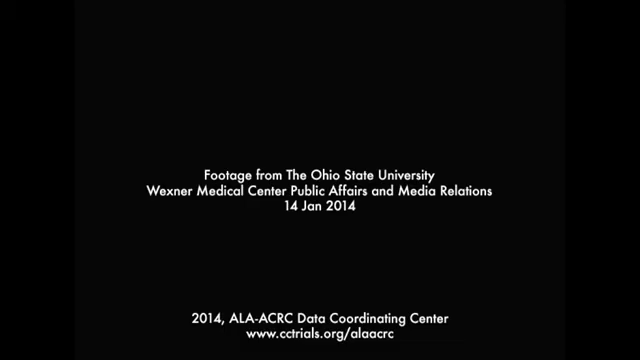 Footage from The Ohio State University
Wexner Medical Center Public Affairs and Media Relations
14 Jan 2014
2014, ALA-ACRC Data Coordinating Center
www.cctrials.org/alaacrc